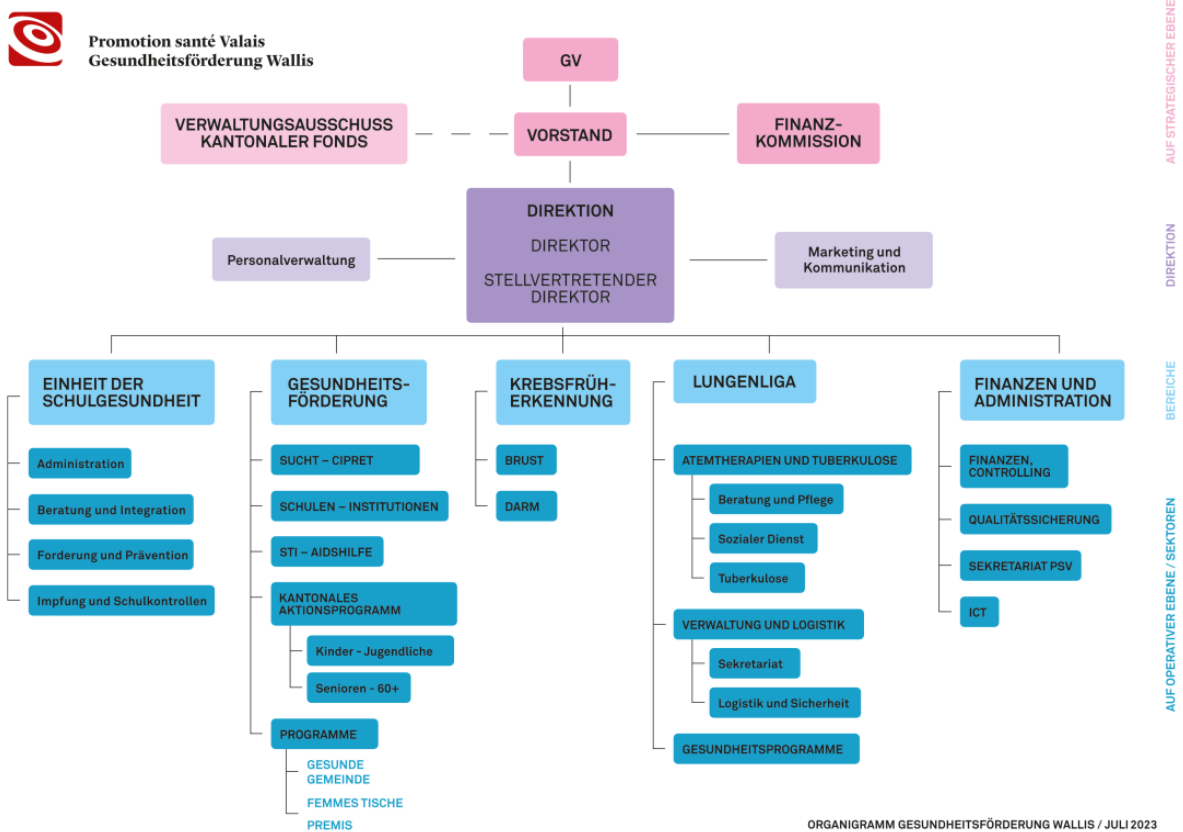 Promotion santé Valais
Gesundheitsförderung Wallis
GV
VERWALTUNGSAUSSCHUSS
KANTONALER FONDS
VORSTAND
FINANZ-
KOMMISSION
AUF STRATEGISCHER EBENE
DIREKTION
DIREKTOR
STELLVERTRETENDER
DIREKTOR
Personalverwaltung
Marketing und
Kommunikation
DIREKTION
EINHEIT DER
SCHULGESUNDHEIT
Administration
Beratung und Integration
Forderung und Prävention
Impfung und Schulkontrollen
GESUNDHEITS-
FÖRDERUNG
SUCHT – CIPRET
SCHULEN – INSTITUTIONEN
STI – AIDSHILFE
KANTONALES
AKTIONSPROGRAMM
Kinder - Jugendliche
Senioren - 60+
PROGRAMME
GESUNDE
GEMEINDE
FEMMES TISCHE
PREMIS
KREBSFRÜH-
ERKENNUNG
BRUST
DARM
LUNGENLIGA
ATEMTHERAPIEN UND TUBERKULOSE
Beratung und Pflege
Sozialer Dienst
Tuberkulose
VERWALTUNG UND LOGISTIK
Sekretariat
Logistik und Sicherheit
GESUNDHEITSPROGRAMME
FINANZEN UND
ADMINISTRATION
FINANZEN,
CONTROLLING
QUALITÄTSSICHERUNG
SEKRETARIAT PSV
ICT
BEREICHE
AUF OPERATIVER EBENE / SEKTOREN
ORGANIGRAMM GESUNDHEITSFÖRDERUNG WALLIS / JULI 2023